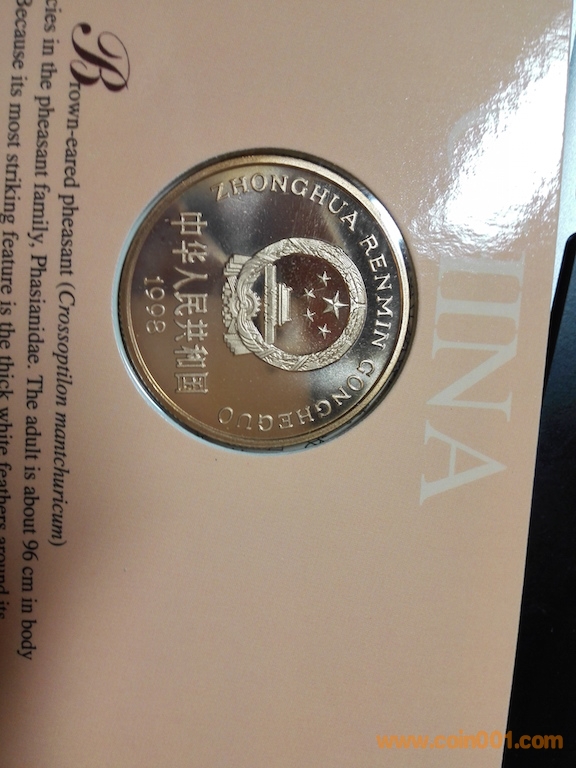 CHINA
ZHONGHUA RENMIN GONGHEGUO
中华人民共和国
1998
Brown-eared pheasant (Crossoptilon mantchuricum)
cies in the pheasant family, Phasianidae. The adult is about 96 cm in body
Because its most striking feature is the thick white feathers around its
www.coin001.com